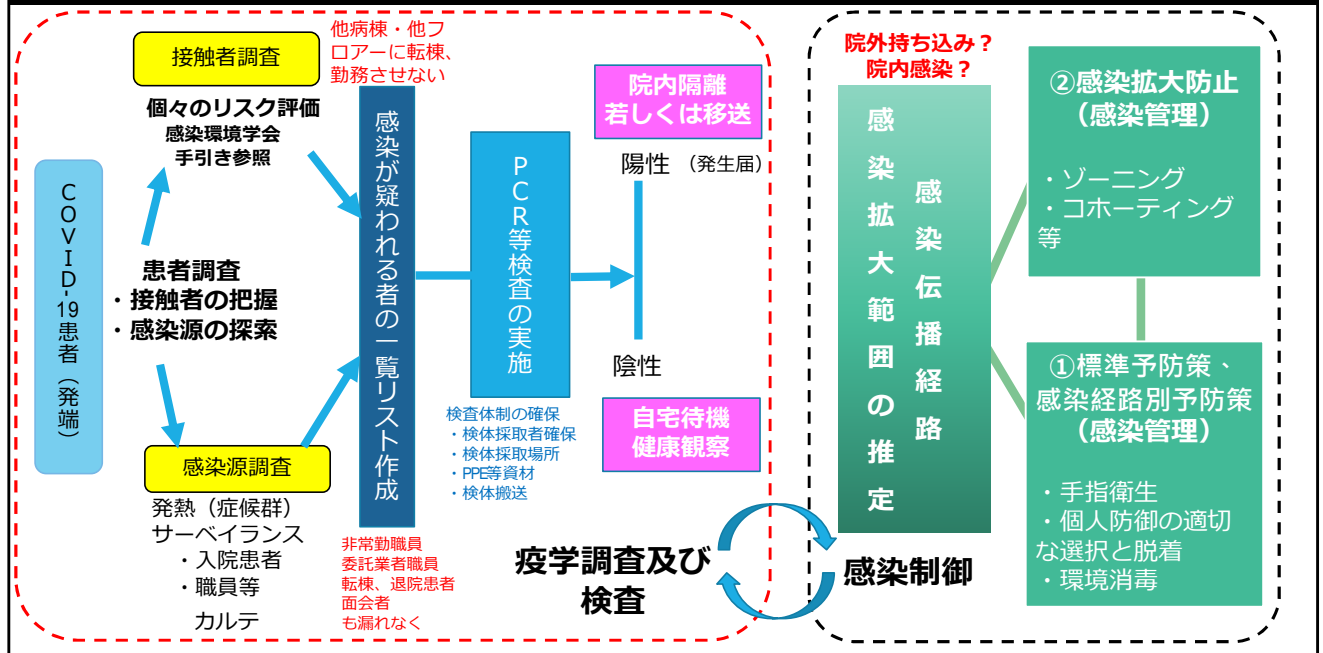 COVID-19患者（発端）
接触者調査
個々のリスク評価
感染環境学会
手引き参照
患者調査
・接触者の把握
・感染源の探索
感染源調査
発熱（症候群）
サーベイランス
・入院患者
・職員等
カルテ
他病棟・他フ
ロアーに転棟、
勤務させない
感染が疑われる者の一覧リスト作成
非常勤職員
委託業者職員
転棟、退院患者
面会者
も漏れなく
PCR等検査の実施
検査体制の確保
・検体採取者確保
・検体採取場所
・PPE等資材
・検体搬送
院内隔離
若しくは移送
陽性（発生届）
陰性
自宅待機
健康観察
疫学調査及び
検査
院外持ち込み？
院内感染？
感染伝播経路
感染拡大範囲の推定
感染制御
②感染拡大防止
（感染管理）
・ゾーニング
・コホーティング
等
①標準予防策、
感染経路別予防策
（感染管理）
・手指衛生
・個人防御の適切
な選択と脱着
・環境消毒